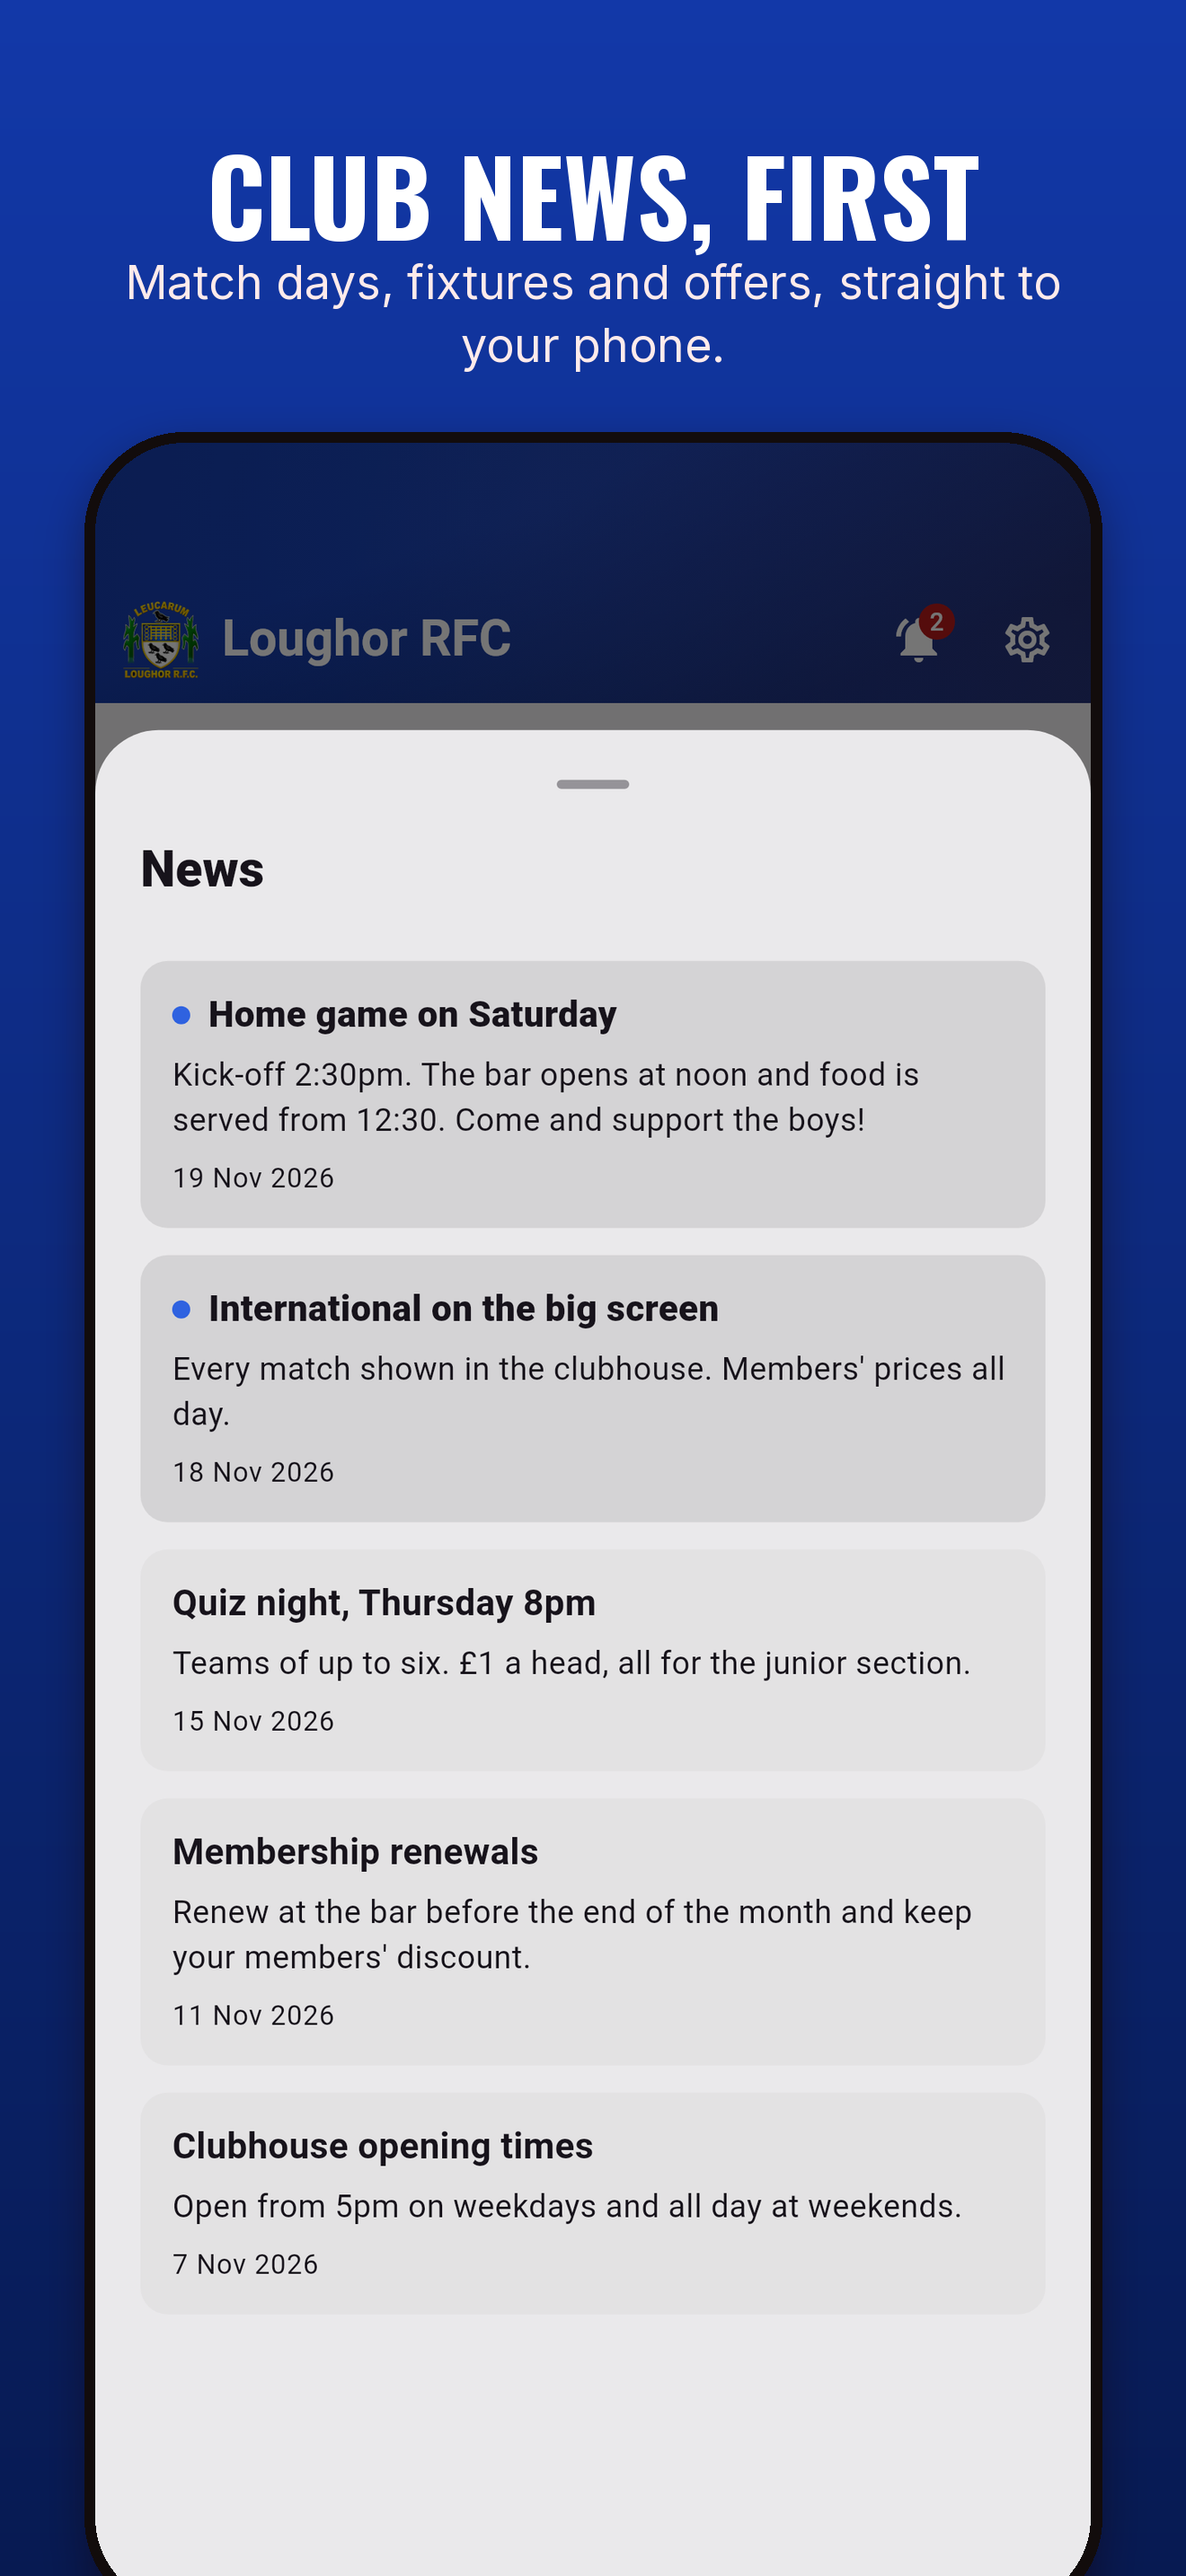 CLUB NEWS, FIRST
Match days, fixtures and offers, straight to
your phone.
LEUCARUM
LOUGHOR R.F.C.
Loughor RFC
2
News
Home game on Saturday
Kick-off 2:30pm. The bar opens at noon and food is
served from 12:30. Come and support the boys!
19 Nov 2026
International on the big screen
Every match shown in the clubhouse. Members' prices all
day.
18 Nov 2026
Quiz night, Thursday 8pm
Teams of up to six. £1 a head, all for the junior section.
15 Nov 2026
Membership renewals
Renew at the bar before the end of the month and keep
your members' discount.
11 Nov 2026
Clubhouse opening times
Open from 5pm on weekdays and all day at weekends.
7 Nov 2026